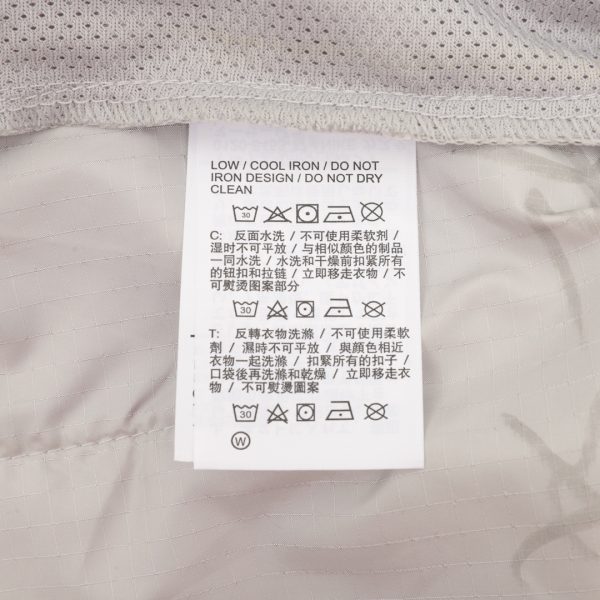 LOW / COOL IRON / DO NOT
IRON DESIGN / DO NOT DRY
CLEAN
30
C: 反面水洗 / 不可使用柔软剂 /
湿时不可平放 / 与相似颜色的制品
一同水洗 / 水洗和干燥前扣紧所有
的钮扣和拉链 / 立即移走衣物 / 不
可熨烫图案部分
30
T: 反轉衣物洗滌 / 不可使用柔軟
劑 / 濕時不可平放 / 與顏色相近
衣物一起洗滌 / 扣緊所有的扣子 /
口袋後再洗滌和乾燥 / 立即移走衣
物 / 不可熨燙圖案
30
W